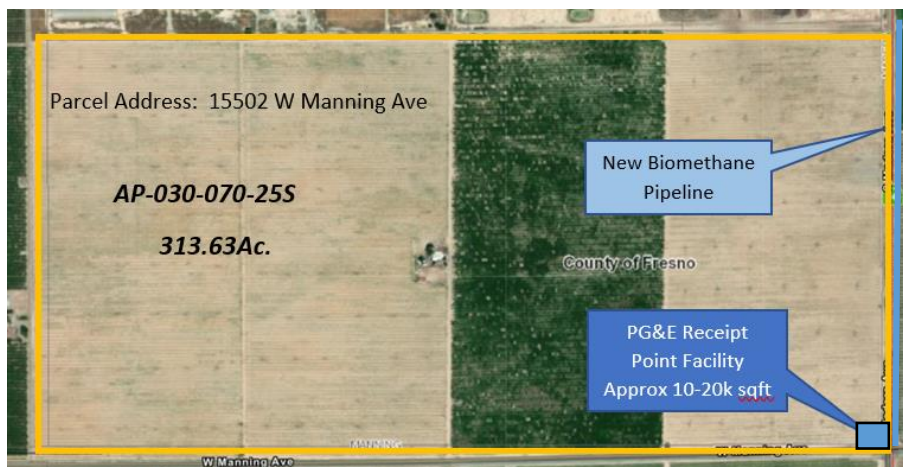 Parcel Address: 15502 W Manning Ave
New Biomethane
Pipeline
AP-030-070-25S
313.63Ac.
County of Fresno
PG&E Receipt
Point Facility
Approx 10-20k sqft
MANNING
W Manning Ave